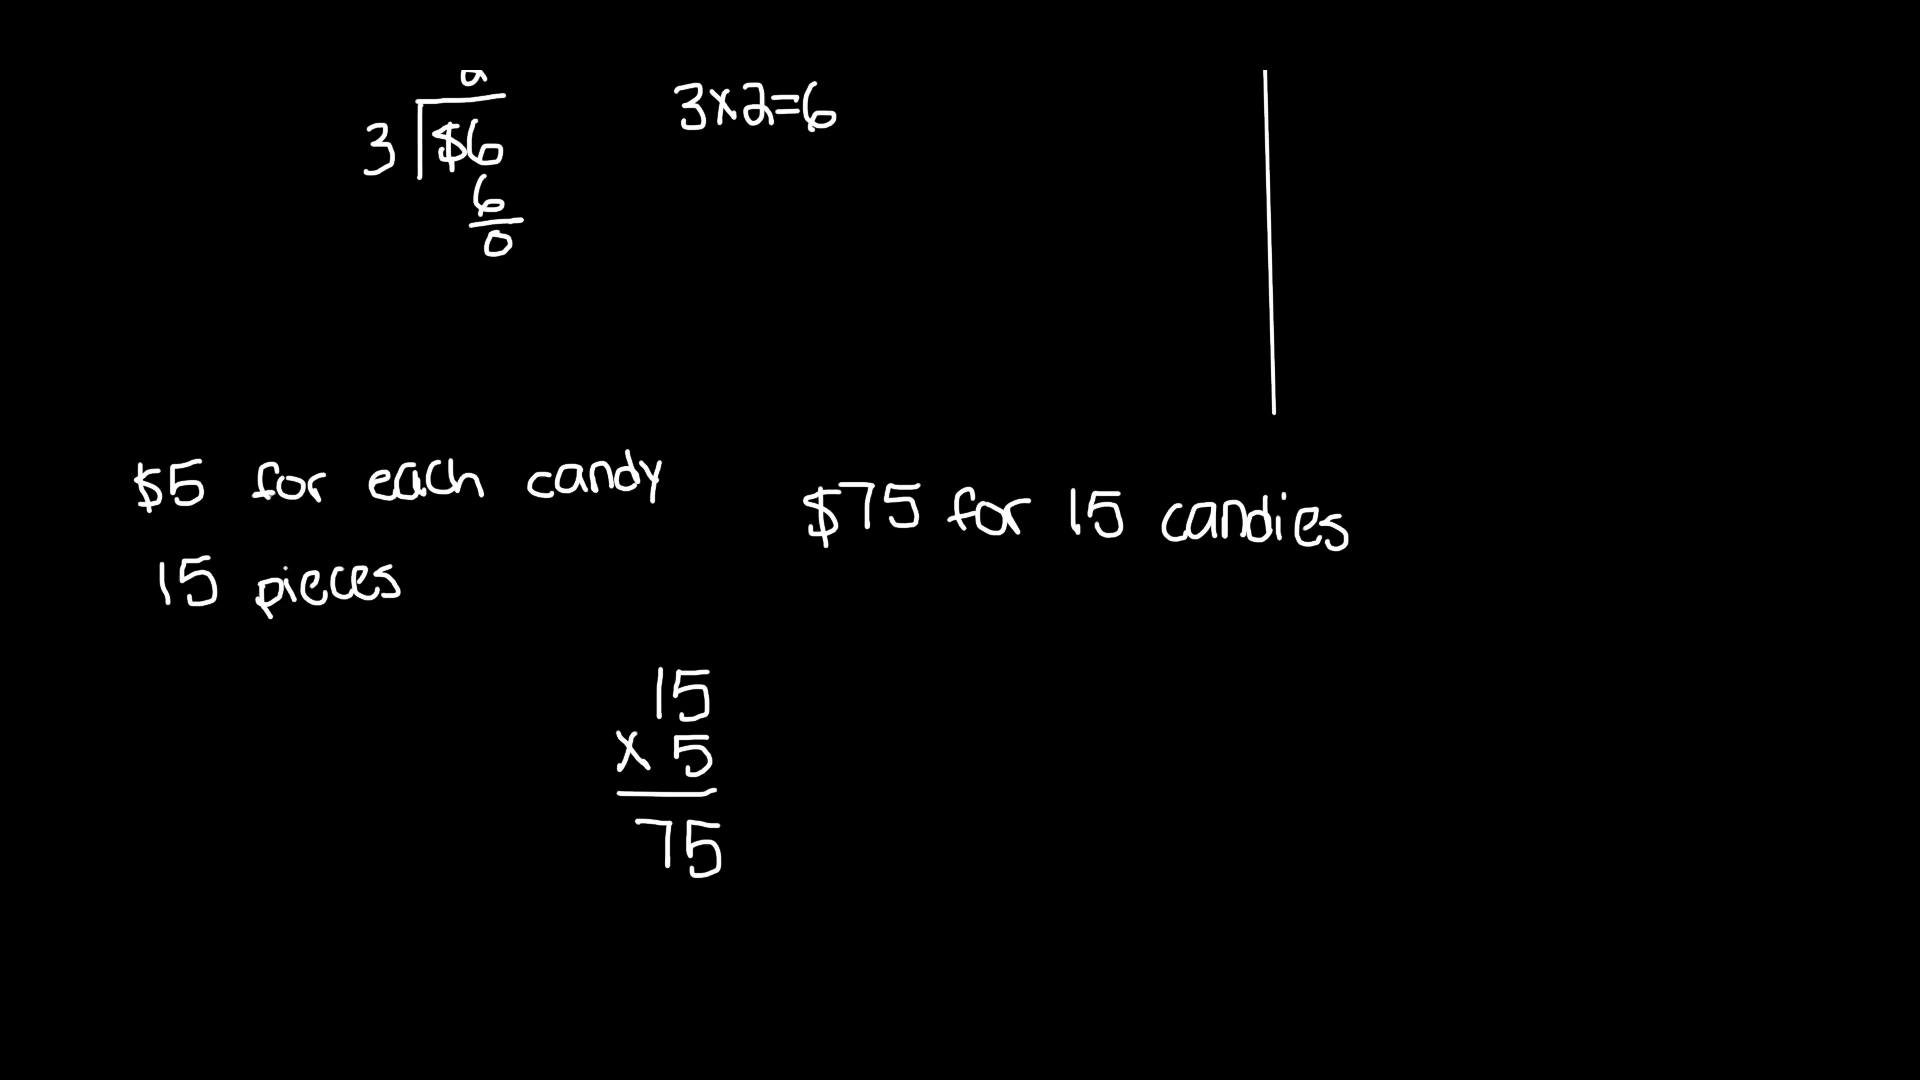 3 $6
3x2=6
6
0
$5 for each candy
$75 for 15 candies
15 pieces
15
x 5
75